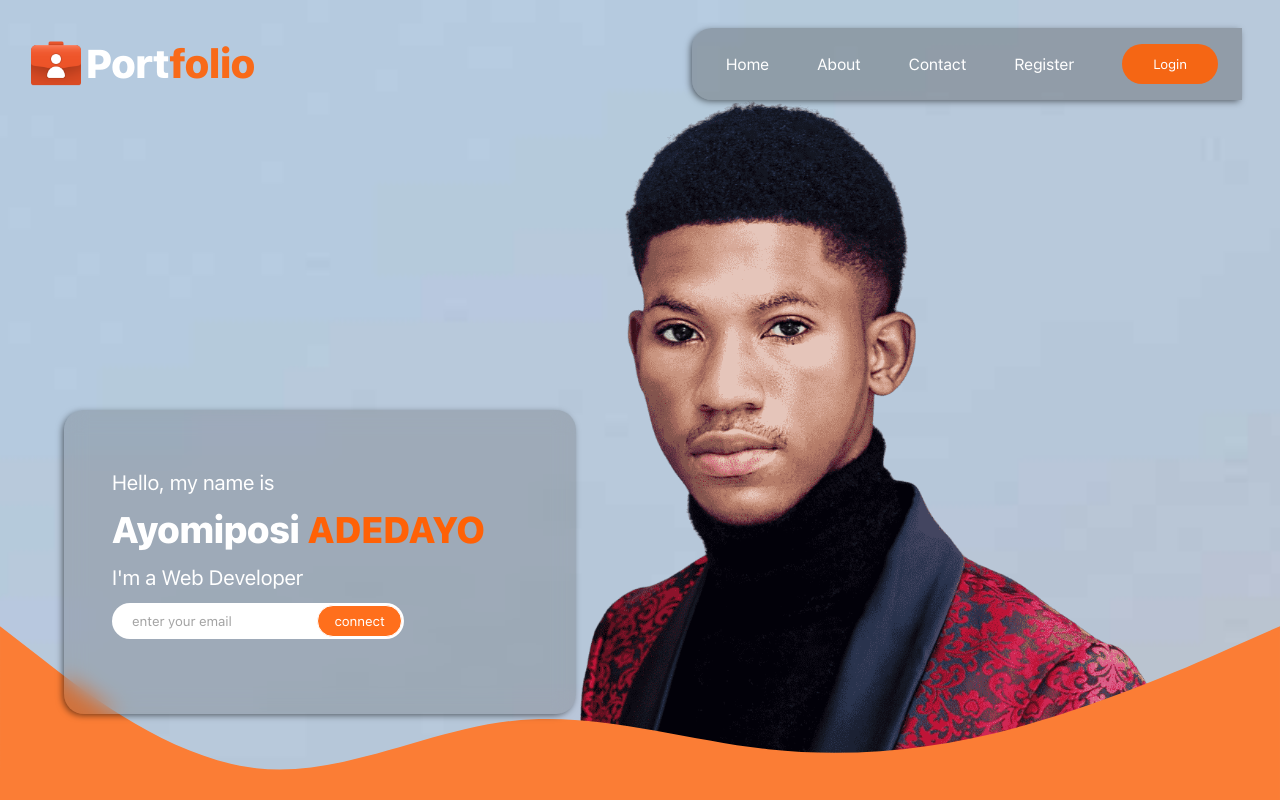 Portfolio
Home About Contact Register Login
Hello, my name is
Ayomiposi ADEDAYO
I'm a Web Developer
enter your email connect